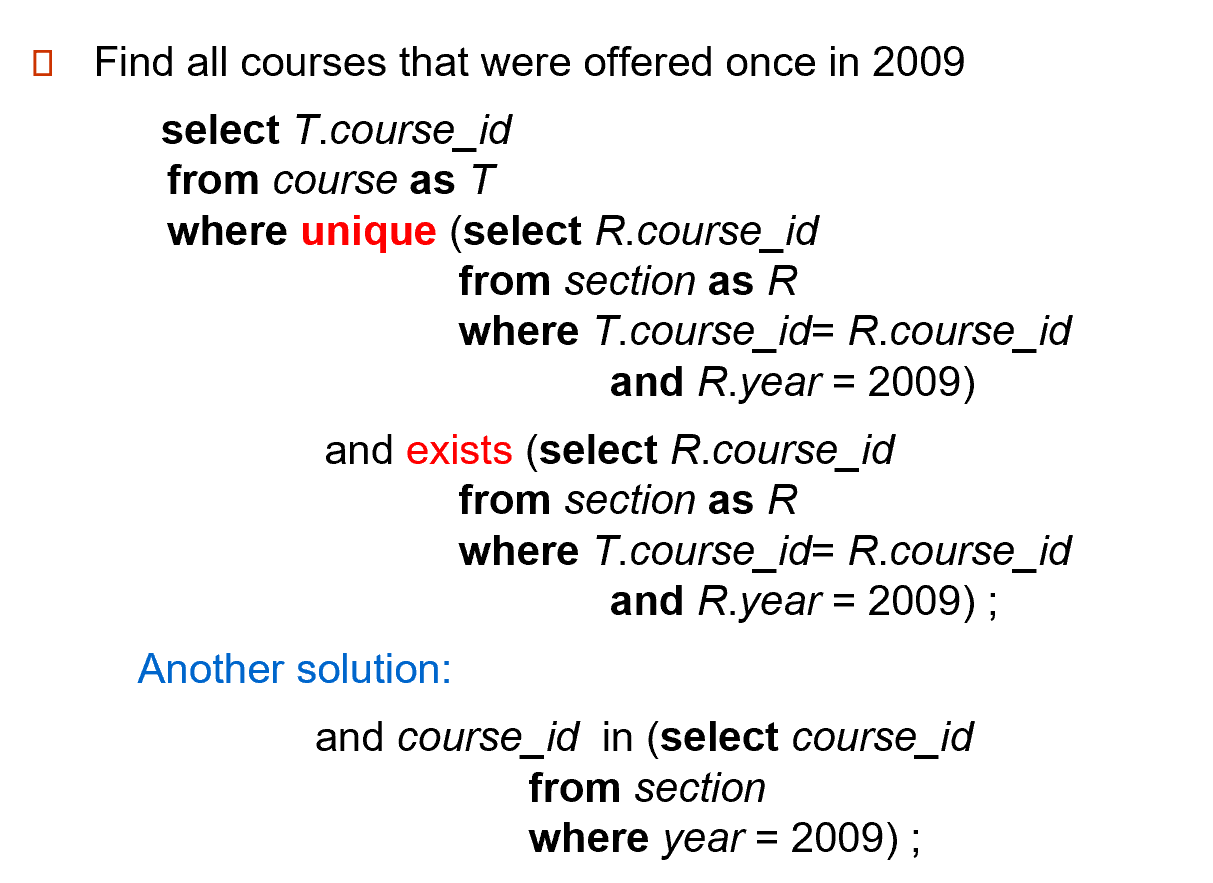 Find all courses that were offered once in 2009
select T.course_id
from course as T
where unique (select R.course_id
from section as R
where T.course_id= R.course_id
and R.year = 2009)
and exists (select R.course_id
from section as R
where T.course_id= R.course_id
and R.year = 2009) ;
Another solution:
and course_id in (select course_id
from section
where year = 2009) ;